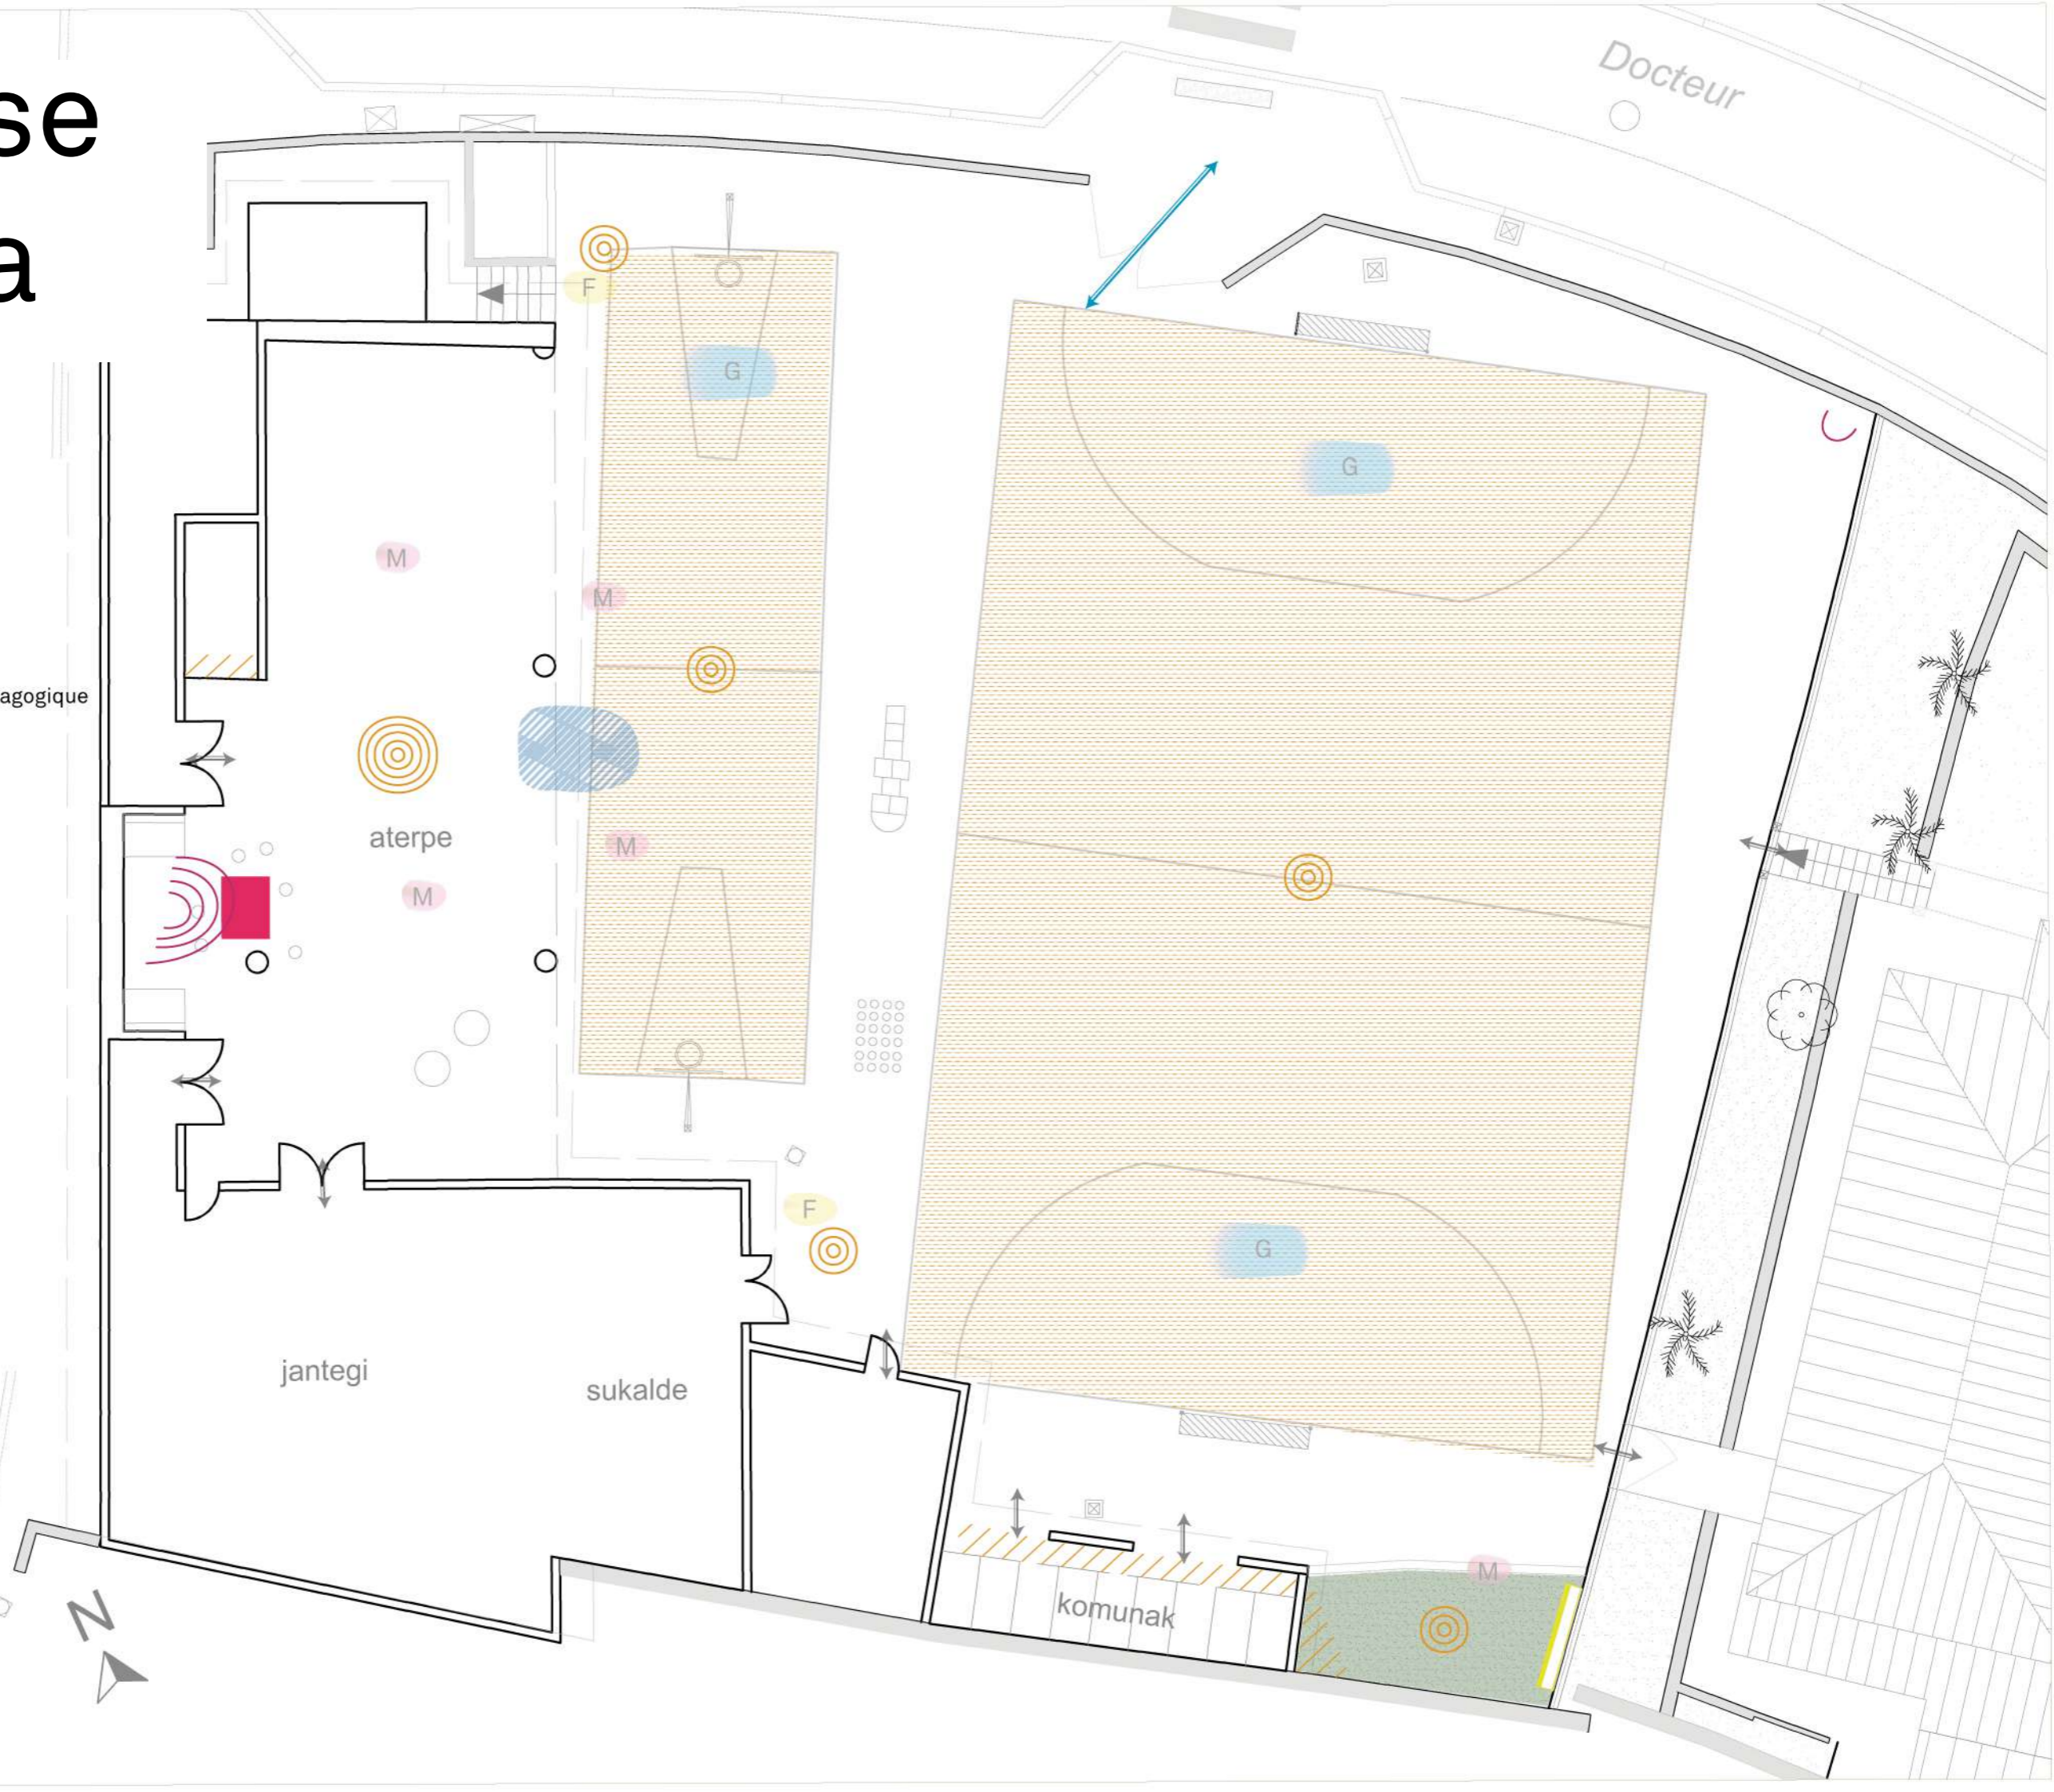 se
a
Docteur
F
G
G
M
M
agogique
aterpe
M
M
F
G
jantegi
sukalde
M
komunak
N